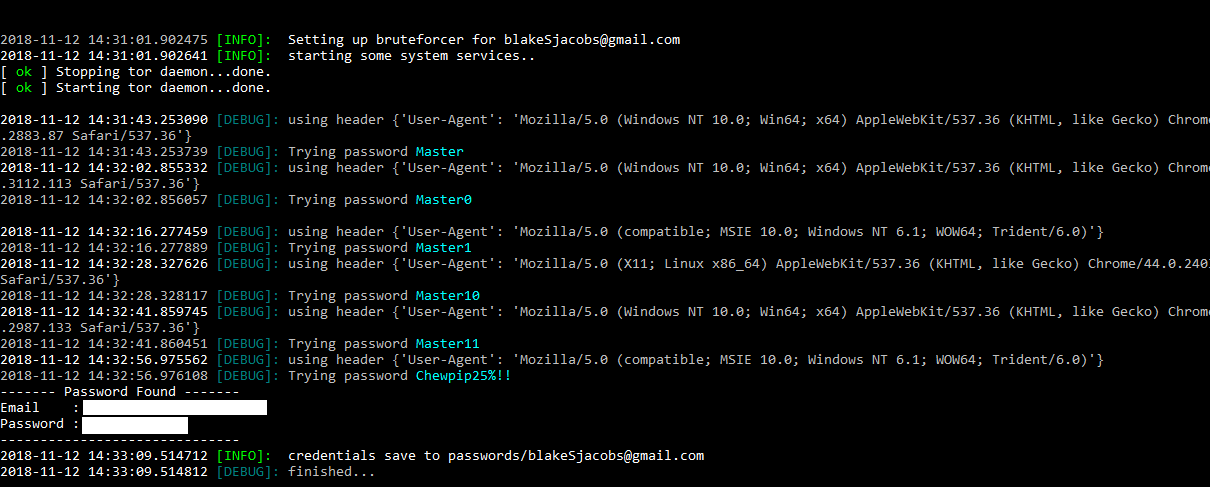 2018-11-12 14:31:01.902475 [INFO]: Setting up bruteforcer for blakeSjacobs@gmail.com
2018-11-12 14:31:01.902641 [INFO]: starting some system services..
[ ok ] Stopping tor daemon...done.
[ ok ] Starting tor daemon...done.
2018-11-12 14:31:43.253090 [DEBUG]: using header {'User-Agent': 'Mozilla/5.0 (Windows NT 10.0; Win64; x64) AppleWebKit/537.36 (KHTML, like Gecko) Chrome
.2883.87 Safari/537.36'}
2018-11-12 14:31:43.253739 [DEBUG]: Trying password Master
2018-11-12 14:32:02.855332 [DEBUG]: using header {'User-Agent': 'Mozilla/5.0 (Windows NT 10.0; Win64; x64) AppleWebKit/537.36 (KHTML, like Gecko) Chrome
.3112.113 Safari/537.36'}
2018-11-12 14:32:02.856057 [DEBUG]: Trying password Master0
2018-11-12 14:32:16.277459 [DEBUG]: using header {'User-Agent': 'Mozilla/5.0 (compatible; MSIE 10.0; Windows NT 6.1; WOW64; Trident/6.0)'}
2018-11-12 14:32:16.277889 [DEBUG]: Trying password Master1
2018-11-12 14:32:28.327626 [DEBUG]: using header {'User-Agent': 'Mozilla/5.0 (X11; Linux x86_64) AppleWebKit/537.36 (KHTML, like Gecko) Chrome/44.0.240
Safari/537.36'}
2018-11-12 14:32:28.328117 [DEBUG]: Trying password Master10
2018-11-12 14:32:41.859745 [DEBUG]: using header {'User-Agent': 'Mozilla/5.0 (Windows NT 10.0; Win64; x64) AppleWebKit/537.36 (KHTML, like Gecko) Chrome
.2987.133 Safari/537.36'}
2018-11-12 14:32:41.860451 [DEBUG]: Trying password Master11
2018-11-12 14:32:56.975562 [DEBUG]: using header {'User-Agent': 'Mozilla/5.0 (compatible; MSIE 10.0; Windows NT 6.1; WOW64; Trident/6.0)'}
2018-11-12 14:32:56.976108 [DEBUG]: Trying password Chewpip25%!!
------- Password Found -------
Email    :
Password :
------------------------------
2018-11-12 14:33:09.514712 [INFO]: credentials save to passwords/blakeSjacobs@gmail.com
2018-11-12 14:33:09.514812 [DEBUG]: finished...